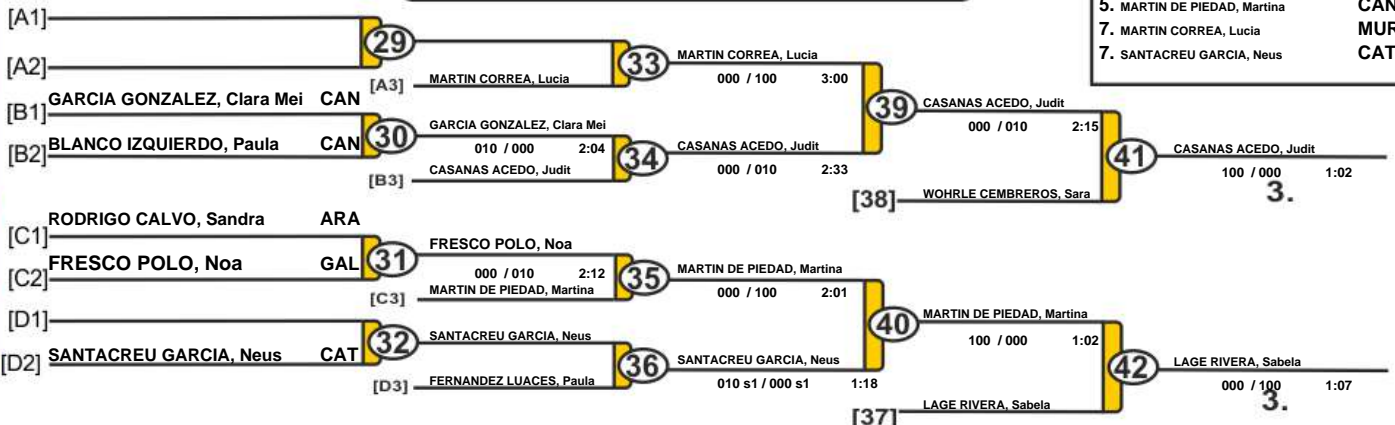 5. MARTIN DE PIEDAD, Martina CAN
7. MARTIN CORREA, Lucia MUR
7. SANTACREU GARCIA, Neus CAT
[A1]
29
[A2]
MARTIN CORREA, Lucia
33
000 / 100 3:00
[A3] MARTIN CORREA, Lucia
[B1] GARCIA GONZALEZ, Clara Mei CAN
30
[B2] BLANCO IZQUIERDO, Paula CAN
GARCIA GONZALEZ, Clara Mei
010 / 000 2:04
34
[B3] CASANAS ACEDO, Judit
CASANAS ACEDO, Judit
000 / 010 2:33
39
CASANAS ACEDO, Judit
000 / 010 2:15
41
[38] WOHRLE CEMBREROS, Sara
CASANAS ACEDO, Judit
100 / 000 1:02
3.
[C1] RODRIGO CALVO, Sandra ARA
31
[C2] FRESCO POLO, Noa GAL
FRESCO POLO, Noa
000 / 010 2:12
35
[C3] MARTIN DE PIEDAD, Martina
MARTIN DE PIEDAD, Martina
000 / 100 2:01
[D1]
32
[D2] SANTACREU GARCIA, Neus CAT
SANTACREU GARCIA, Neus
36
[D3] FERNANDEZ LUACES, Paula
SANTACREU GARCIA, Neus
010 s1 / 000 s1 1:18
40
MARTIN DE PIEDAD, Martina
100 / 000 1:02
42
[37] LAGE RIVERA, Sabela
LAGE RIVERA, Sabela
000 / 100 1:07
3.